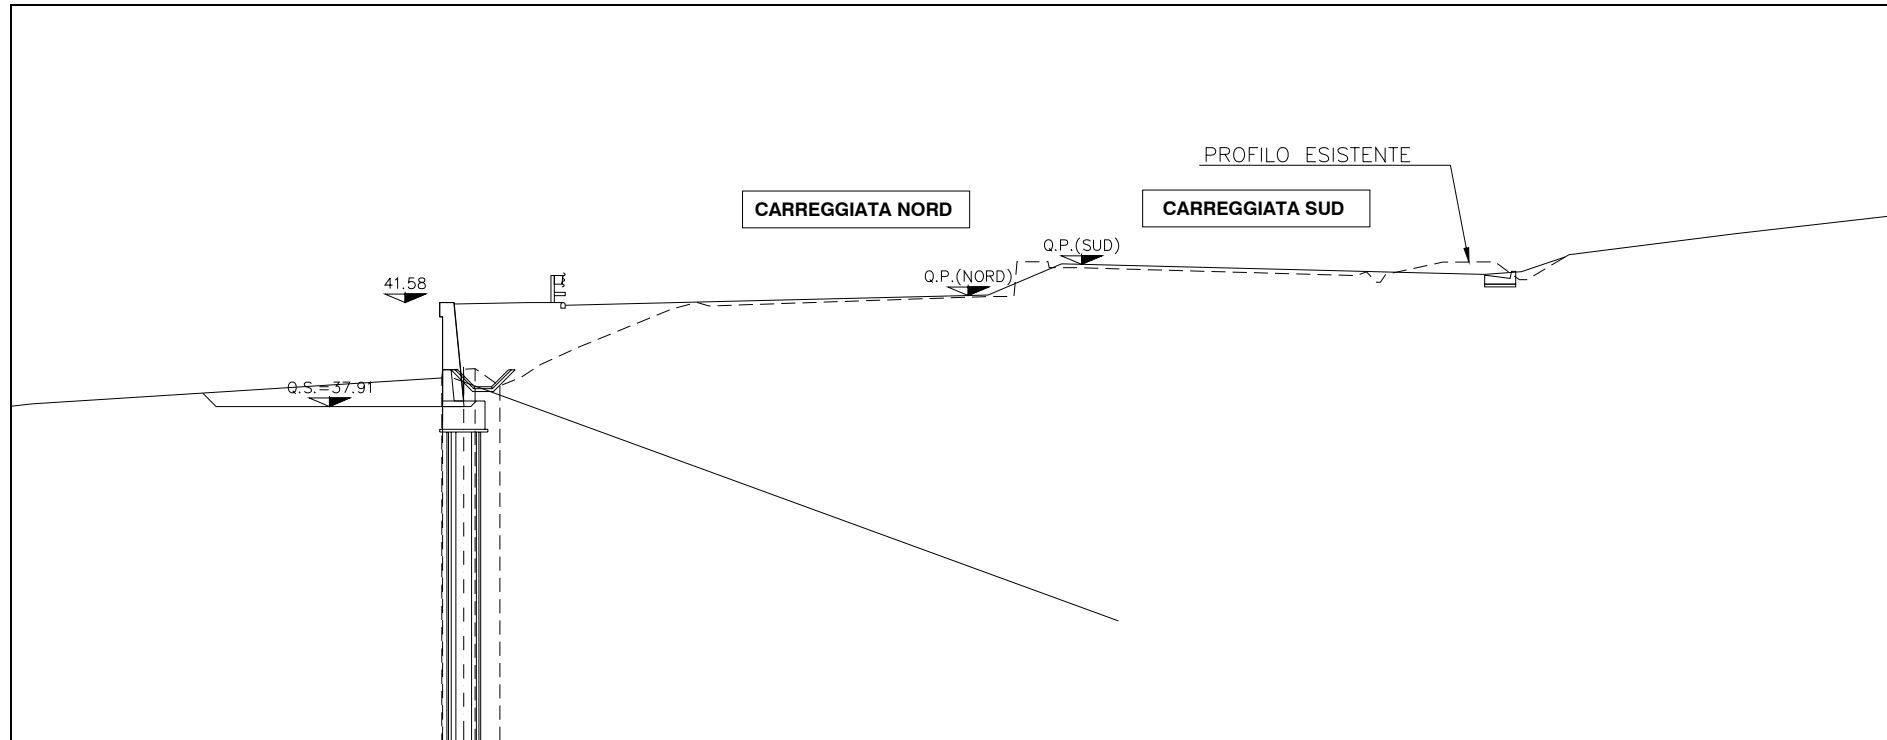 PROFILO ESISTENTE
CARREGGIATA NORD
CARREGGIATA SUD
Q.P.(SUD)
Q.P.(NORD)
41.58
Q.S.=37.91